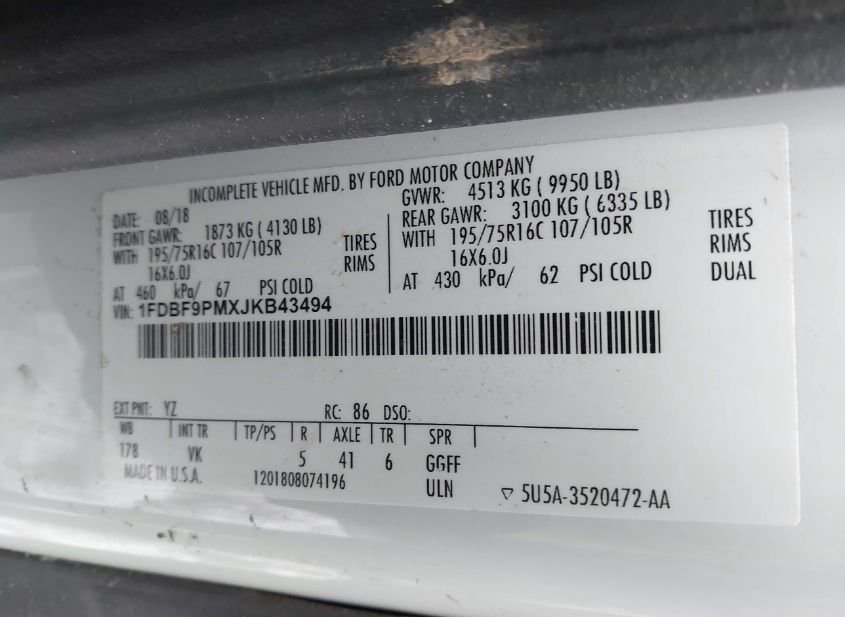 INCOMPLETE VEHICLE MFD. BY FORD MOTOR COMPANY
DATE: 08/18
GVWR: 4513 KG ( 9950 LB)
FRONT GAWR: 1873 KG ( 4130 LB)
REAR GAWR: 3100 KG ( 6335 LB)
WITH 195/75R16C 107/105R TIRES
WITH 195/75R16C 107/105R TIRES
16X6.0J RIMS
16X6.0J RIMS
AT 460 kPa/ 67 PSI COLD
AT 430 kPa/ 62 PSI COLD DUAL
VIN: 1FDBF9PMXJKB43494
EXT PNT: YZ RC: 86 DSO:
WB INT TR TP/PS R AXLE TR SPR
178 VK 5 41 6 GGFF
MADE IN U.S.A. 1201808074196 ULN ▽ 5U5A-3520472-AA